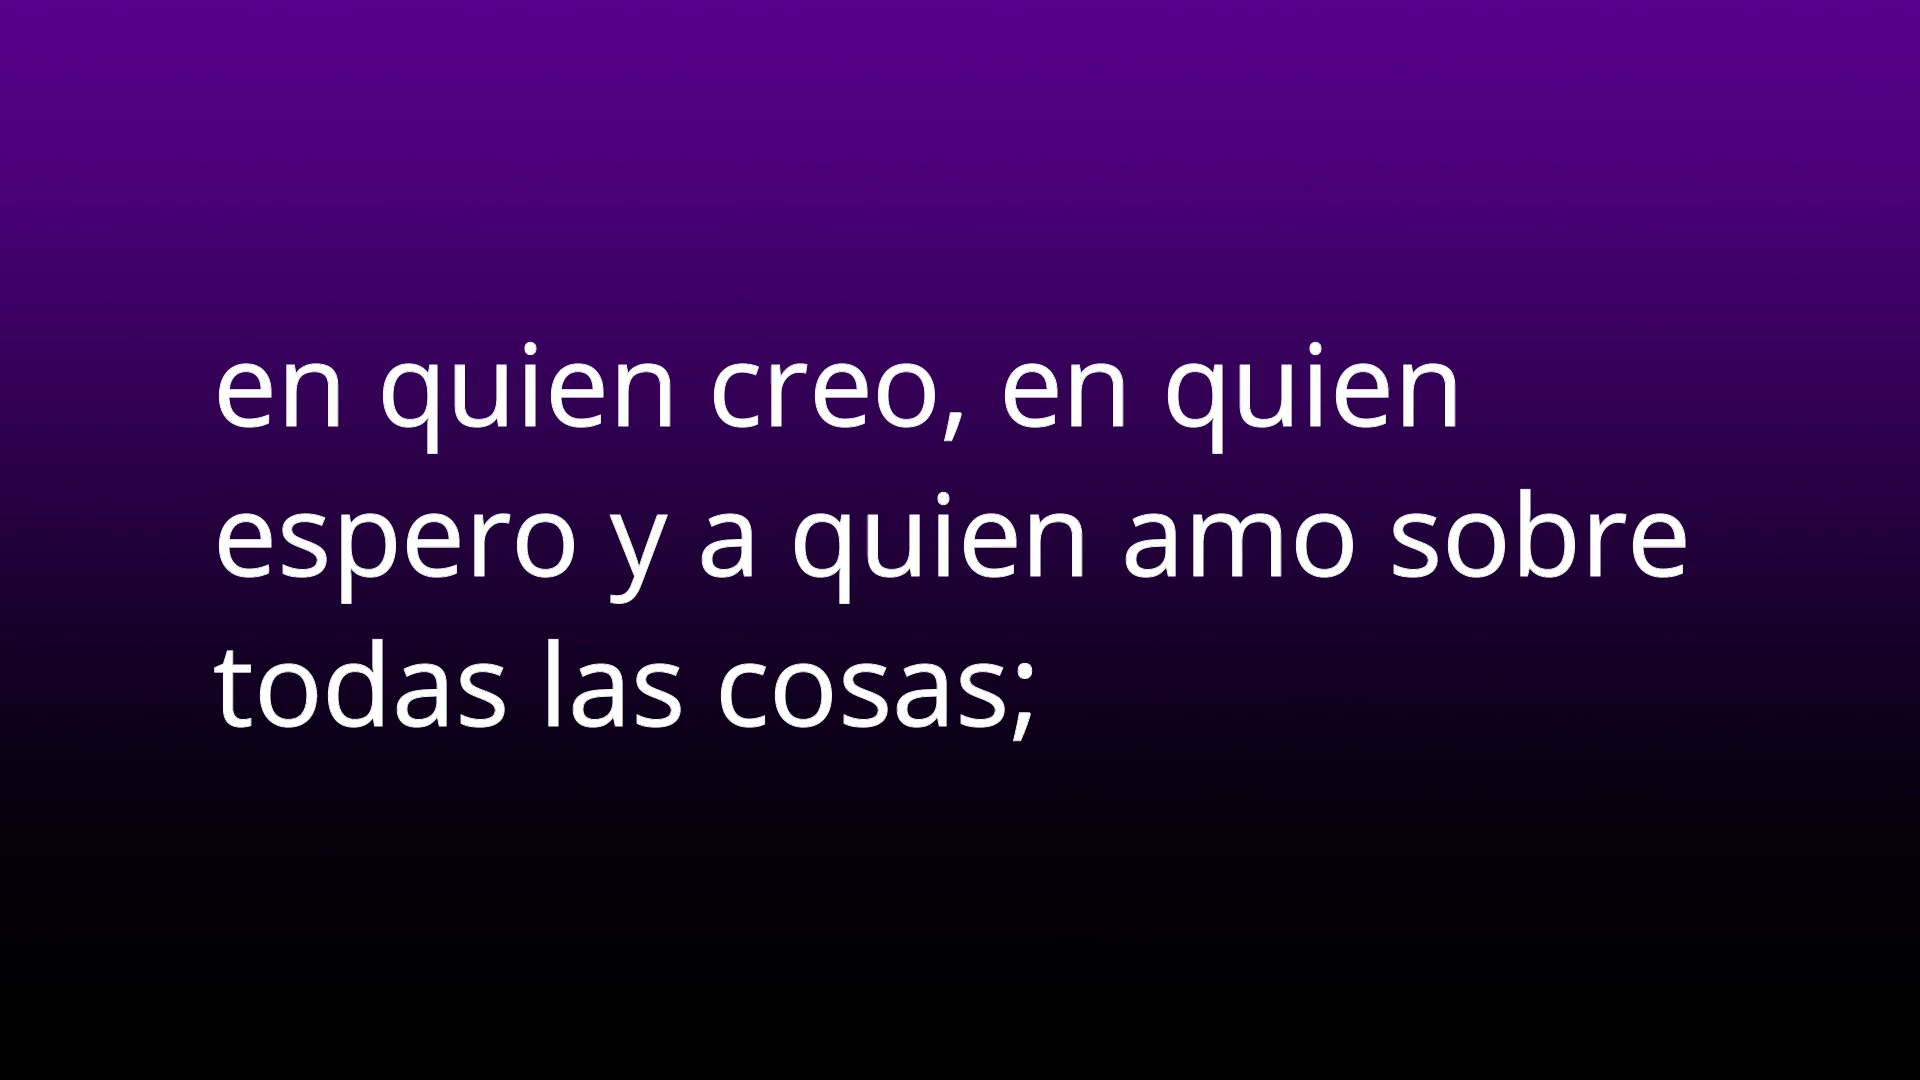 en quien creo, en quien
espero y a quien amo sobre
todas las cosas;